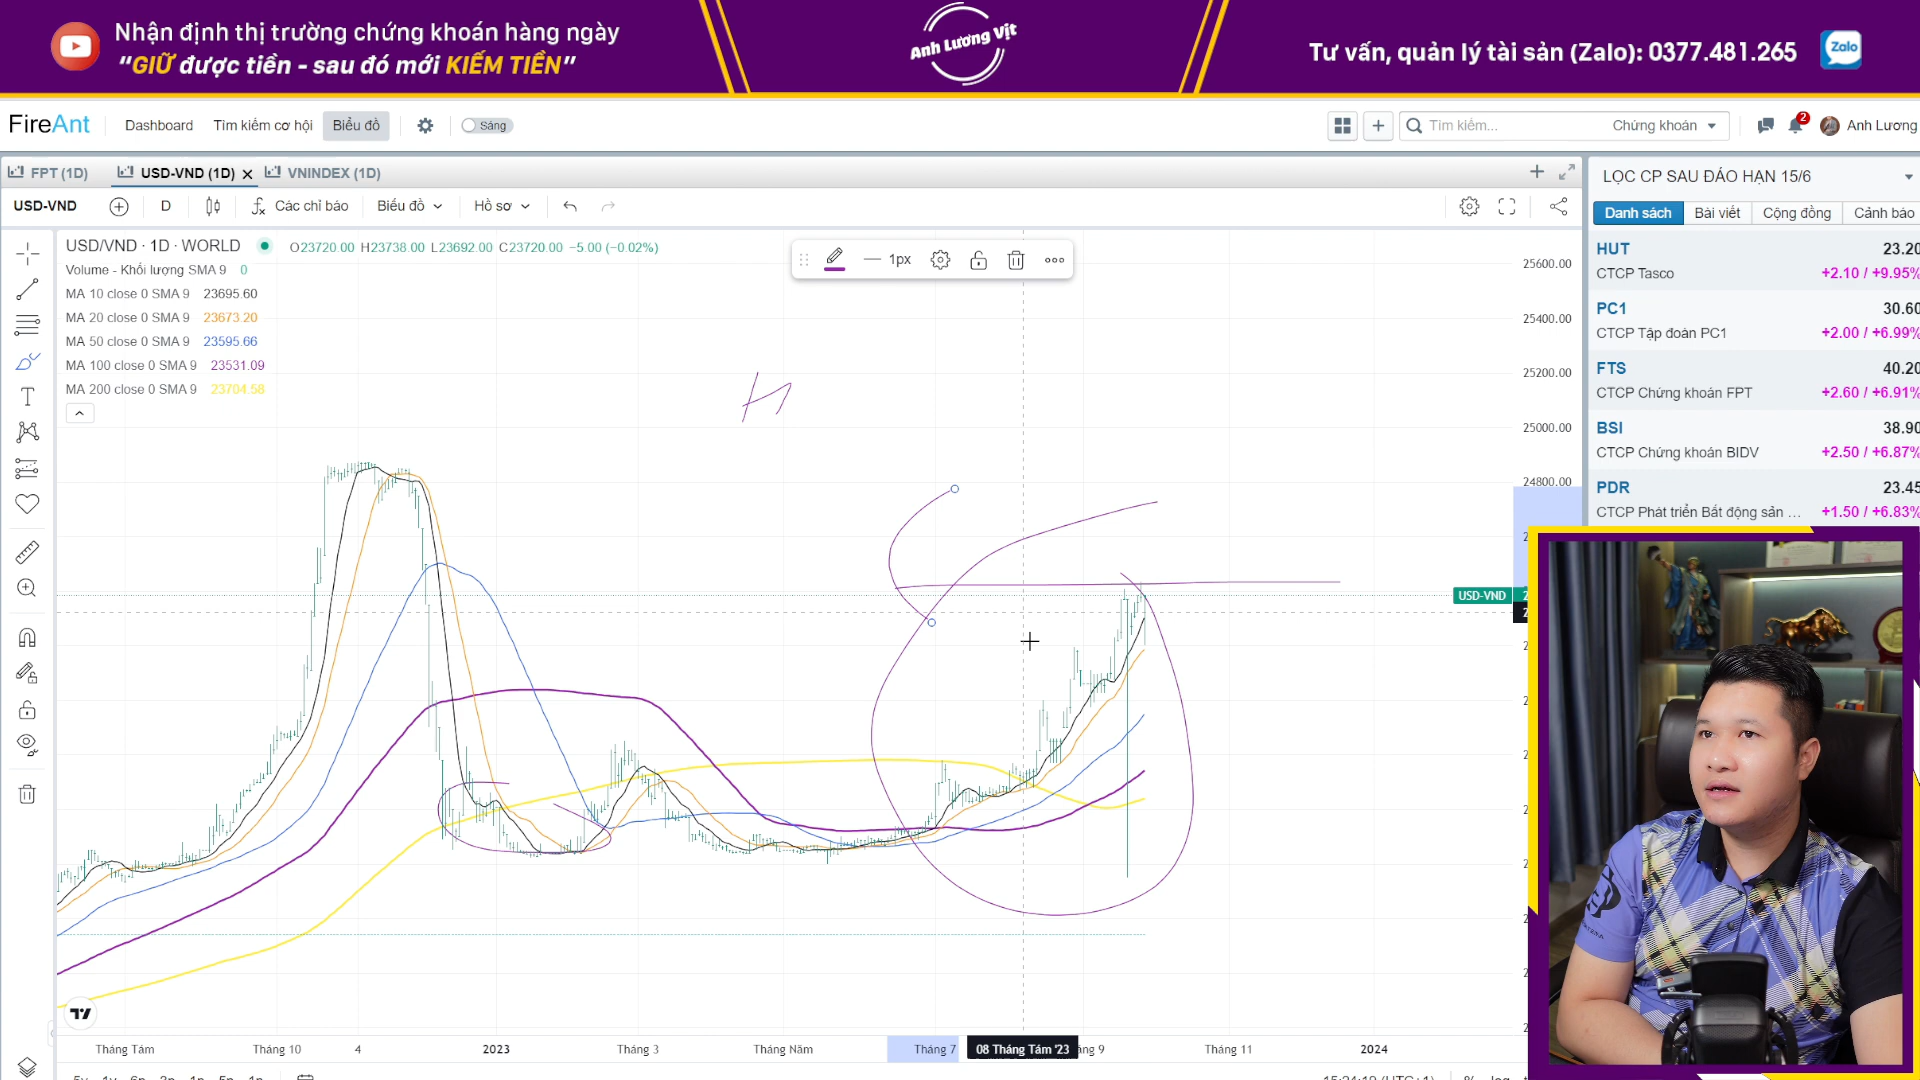 Nhận định thị trường chứng khoán hàng ngày
“GIỮ được tiền - sau đó mới KIẾM TIỀN”
Anh Lương Vịt
Tư vấn, quản lý tài sản (Zalo): 0377.481.265
Zalo
FireAnt
Dashboard
Tìm kiếm cơ hội
Biểu đồ
Sáng
Tìm kiếm...
Chứng khoán
2
Anh Lương
FPT (1D)
USD-VND (1D)
VNINDEX (1D)
USD-VND
D
Các chỉ báo
Biểu đồ
Hồ sơ
USD/VND · 1D · WORLD
O23720.00 H23738.00 L23692.00 C23720.00 −5.00 (−0.02%)
Volume - Khối lượng SMA 9 0
MA 10 close 0 SMA 9 23695.60
MA 20 close 0 SMA 9 23673.20
MA 50 close 0 SMA 9 23595.66
MA 100 close 0 SMA 9 23531.09
MA 200 close 0 SMA 9 23704.58
1px
25600.00
25400.00
25200.00
25000.00
24800.00
USD-VND
Tháng Tám
Tháng 10
4
2023
Tháng 3
Tháng Năm
Tháng 7
08 Tháng Tám '23
Tháng 11
2024
LỌC CP SAU ĐÁO HẠN 15/6
Danh sách
Bài viết
Cộng đồng
Cảnh báo
HUT 23.20
CTCP Tasco +2.10 / +9.95%
PC1 30.60
CTCP Tập đoàn PC1 +2.00 / +6.99%
FTS 40.20
CTCP Chứng khoán FPT +2.60 / +6.91%
BSI 38.90
CTCP Chứng khoán BIDV +2.50 / +6.87%
PDR 23.45
CTCP Phát triển Bất động sản ... +1.50 / +6.83%